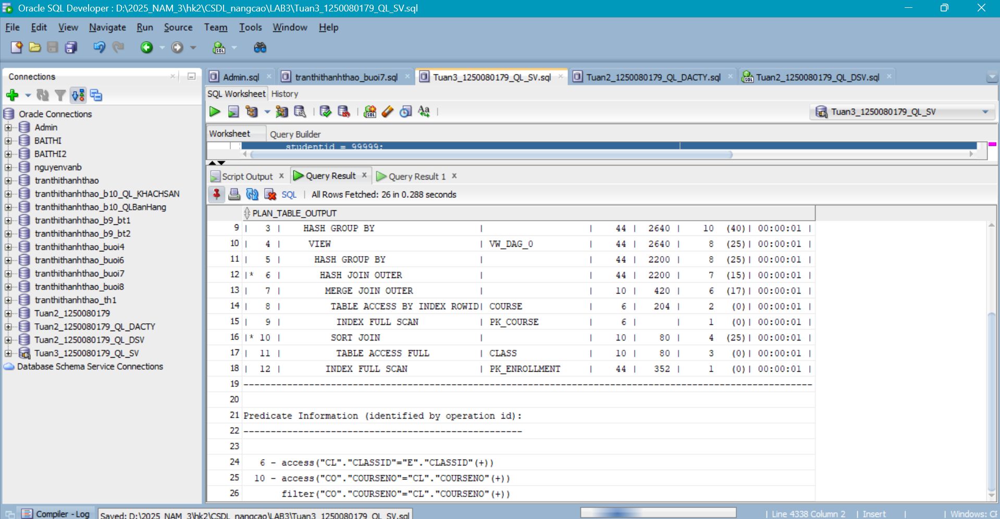 Oracle SQL Developer : D:\2025_NAM_3\hk2\CSDL_nangcao\LAB3\Tuan3_1250080179_QL_SV.sql
File Edit View Navigate Run Source Team Tools Window Help
Connections
Oracle Connections
Admin
BAITHI
BAITHI2
nguyenvanb
tranthithanhthao
tranthithanhthao_b10_QL_KHACHSAN
tranthithanhthao_b10_QLBanHang
tranthithanhthao_b9_bt1
tranthithanhthao_b9_bt2
tranthithanhthao_buoi4
tranthithanhthao_buoi6
tranthithanhthao_buoi7
tranthithanhthao_buoi8
tranthithanhthao_th1
Tuan2_1250080179
Tuan2_1250080179_QL_DACTY
Tuan2_1250080179_QL_DSV
Tuan3_1250080179_QL_SV
Database Schema Service Connections
Admin.sql tranthithanhthao_buoi7.sql Tuan3_1250080179_QL_SV.sql Tuan2_1250080179_QL_DACTY.sql Tuan2_1250080179_QL_DSV.sql
SQL Worksheet History
Tuan3_1250080179_QL_SV
Worksheet Query Builder
studentid = 99999;
Script Output x Query Result x Query Result 1 x
SQL | All Rows Fetched: 26 in 0.288 seconds
PLAN_TABLE_OUTPUT
9 | 3 | HASH GROUP BY | | 44 | 2640 | 10 (40)| 00:00:01 |
10 | 4 | VIEW | VW_DAG_0 | 44 | 2640 | 8 (25)| 00:00:01 |
11 | 5 | HASH GROUP BY | | 44 | 2200 | 8 (25)| 00:00:01 |
12 |* 6 | HASH JOIN OUTER | | 44 | 2200 | 7 (15)| 00:00:01 |
13 | 7 | MERGE JOIN OUTER | | 10 | 420 | 6 (17)| 00:00:01 |
14 | 8 | TABLE ACCESS BY INDEX ROWID| COURSE | 6 | 204 | 2 (0)| 00:00:01 |
15 | 9 | INDEX FULL SCAN | PK_COURSE | 6 | | 1 (0)| 00:00:01 |
16 |* 10 | SORT JOIN | | 10 | 80 | 4 (25)| 00:00:01 |
17 | 11 | TABLE ACCESS FULL | CLASS | 10 | 80 | 3 (0)| 00:00:01 |
18 | 12 | INDEX FULL SCAN | PK_ENROLLMENT | 44 | 352 | 1 (0)| 00:00:01 |
19 --------------------------------------------------------------------------------------------------------
20
21 Predicate Information (identified by operation id):
22 ---------------------------------------------------
23
24 6 - access("CL"."CLASSID"="E"."CLASSID"(+))
25 10 - access("CO"."COURSENO"="CL"."COURSENO"(+))
26 filter("CO"."COURSENO"="CL"."COURSENO"(+))
Compiler - Log
Saved: D:\2025_NAM_3\hk2\CSDL_nangcao\LAB3\Tuan3_1250080179_QL_SV.sql
| Line 4338 Column 2 | Insert | | Windows: